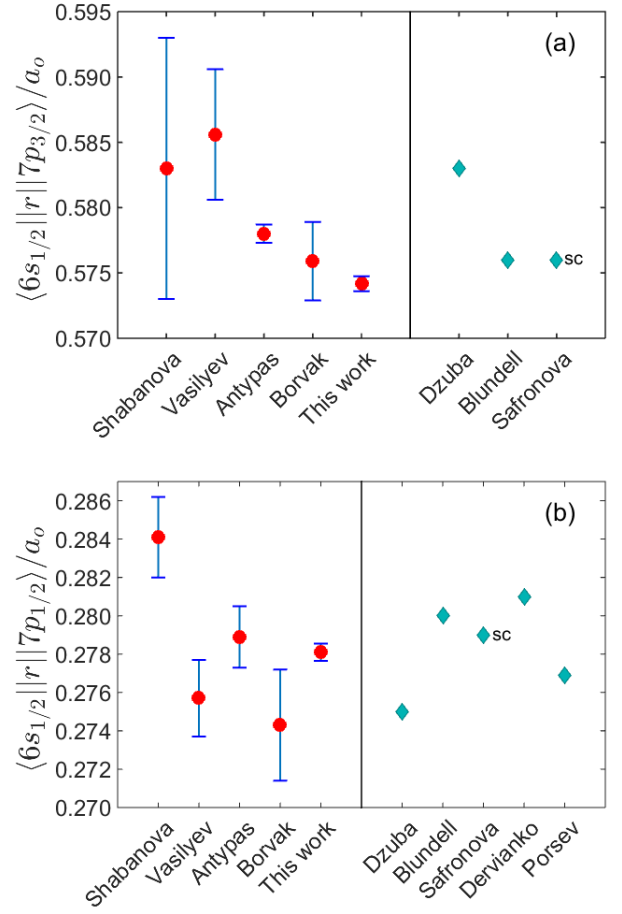 (a)
⟨6s1/2||r||7p3/2⟩/ao
0.595
0.590
0.585
0.580
0.575
0.570
sc
Shabanova
Vasilyev
Antypas
Borvak
This work
Dzuba
Blundell
Safronova
(b)
⟨6s1/2||r||7p1/2⟩/ao
0.286
0.284
0.282
0.280
0.278
0.276
0.274
0.272
0.270
sc
Shabanova
Vasilyev
Antypas
Borvak
This work
Dzuba
Blundell
Safronova
Dervianko
Porsev